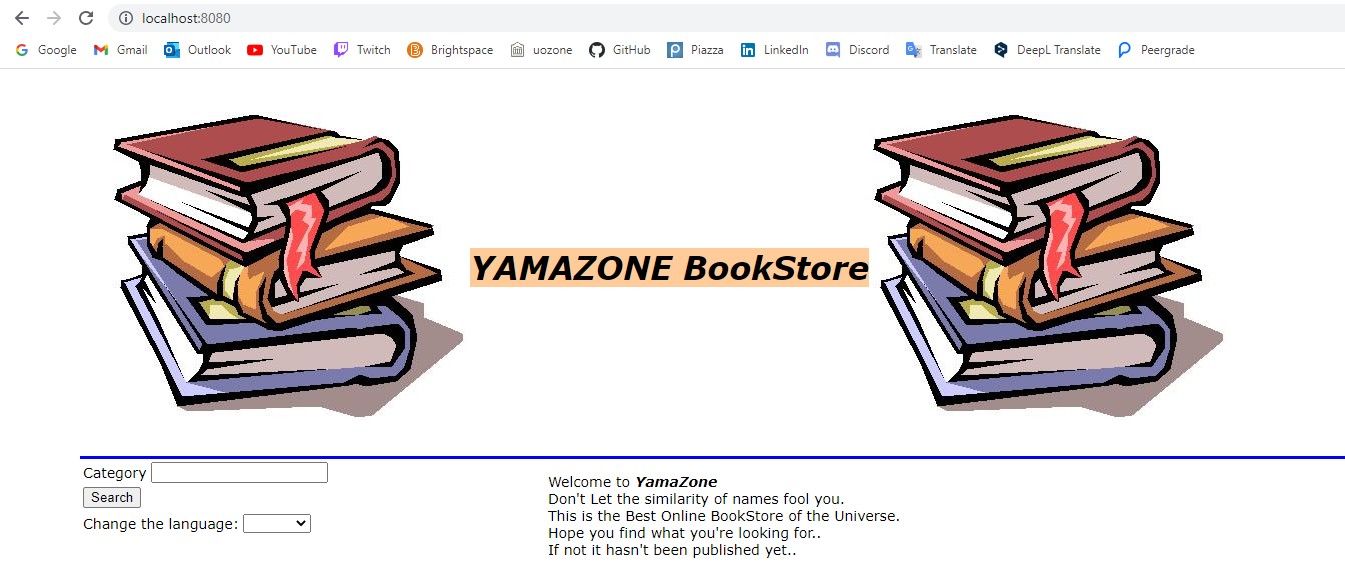 localhost:8080
Google Gmail Outlook YouTube Twitch Brightspace uozone GitHub Piazza LinkedIn Discord Translate DeepL Translate Peergrade
YAMAZONE BookStore
Category
Search
Change the language:
Welcome to YamaZone
Don't Let the similarity of names fool you.
This is the Best Online BookStore of the Universe.
Hope you find what you're looking for..
If not it hasn't been published yet..